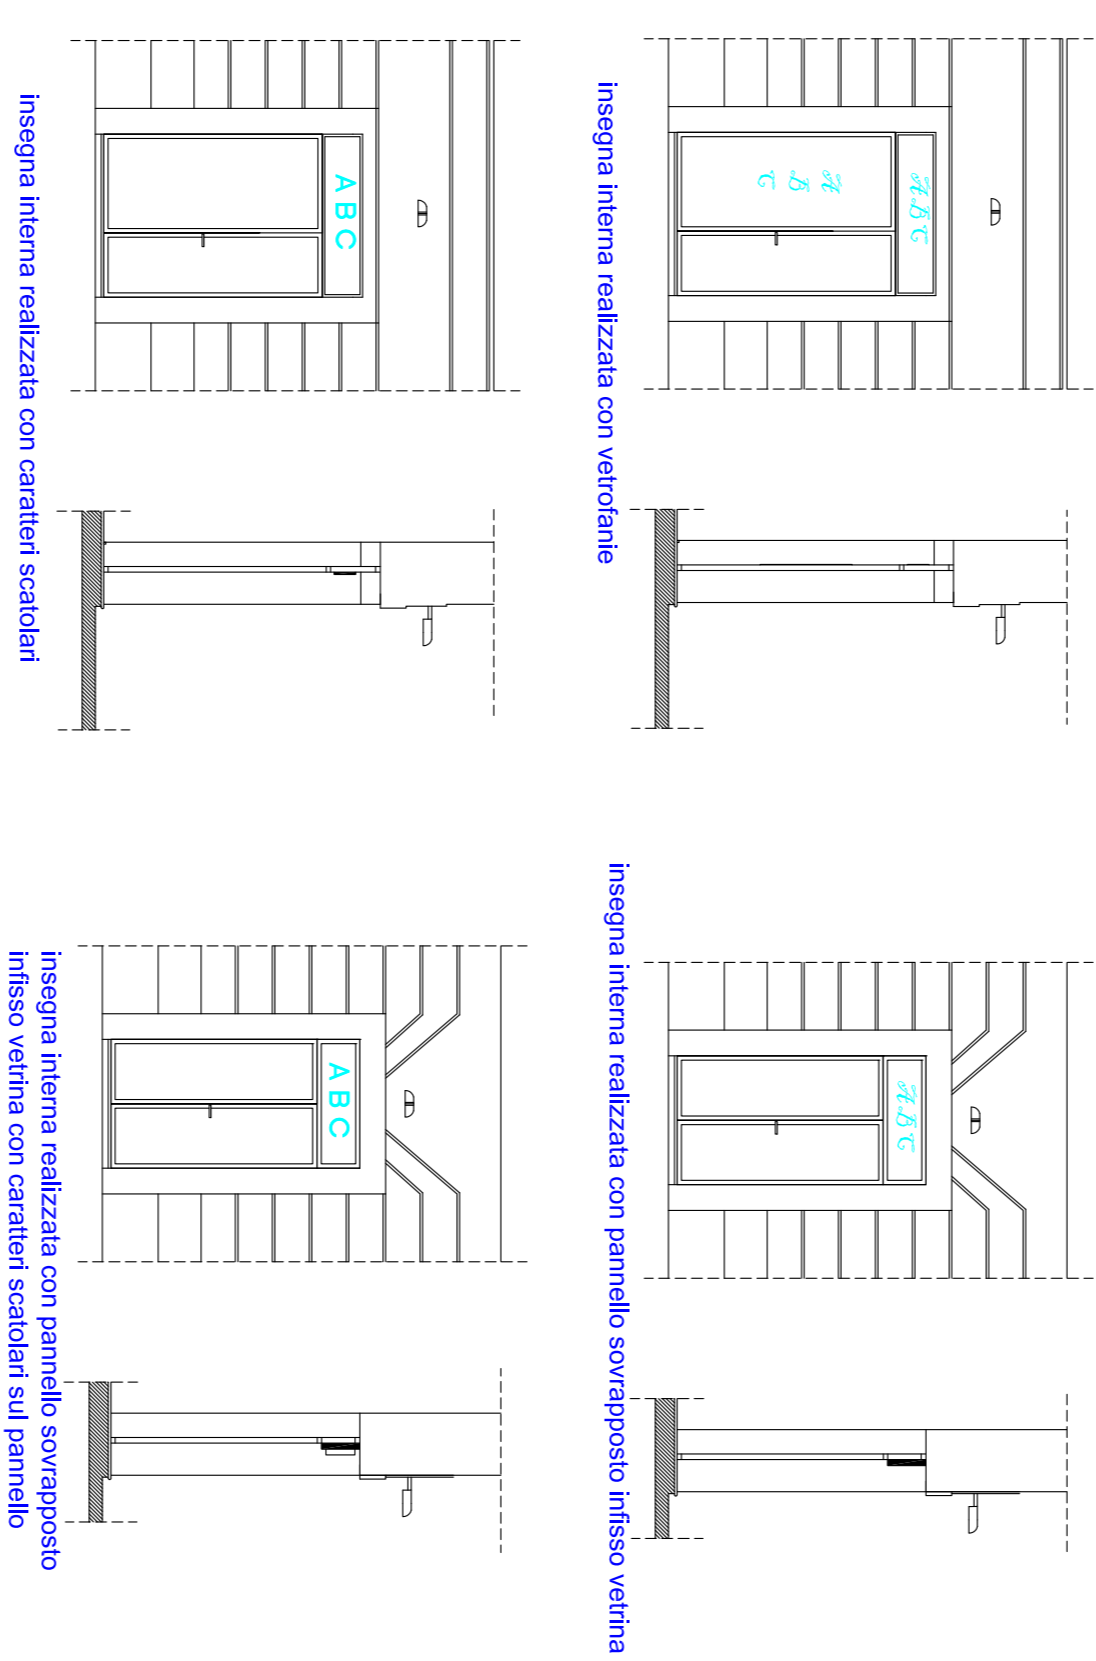 A B C
A
B
C
insegna interna realizzata con vetrofanie
A B C
insegna interna realizzata con pannello sovrapposto infisso vetrina
A B C
insegna interna realizzata con caratteri scatolari
A B C
insegna interna realizzata con pannello sovrapposto
infisso vetrina con caratteri scatolari sul pannello